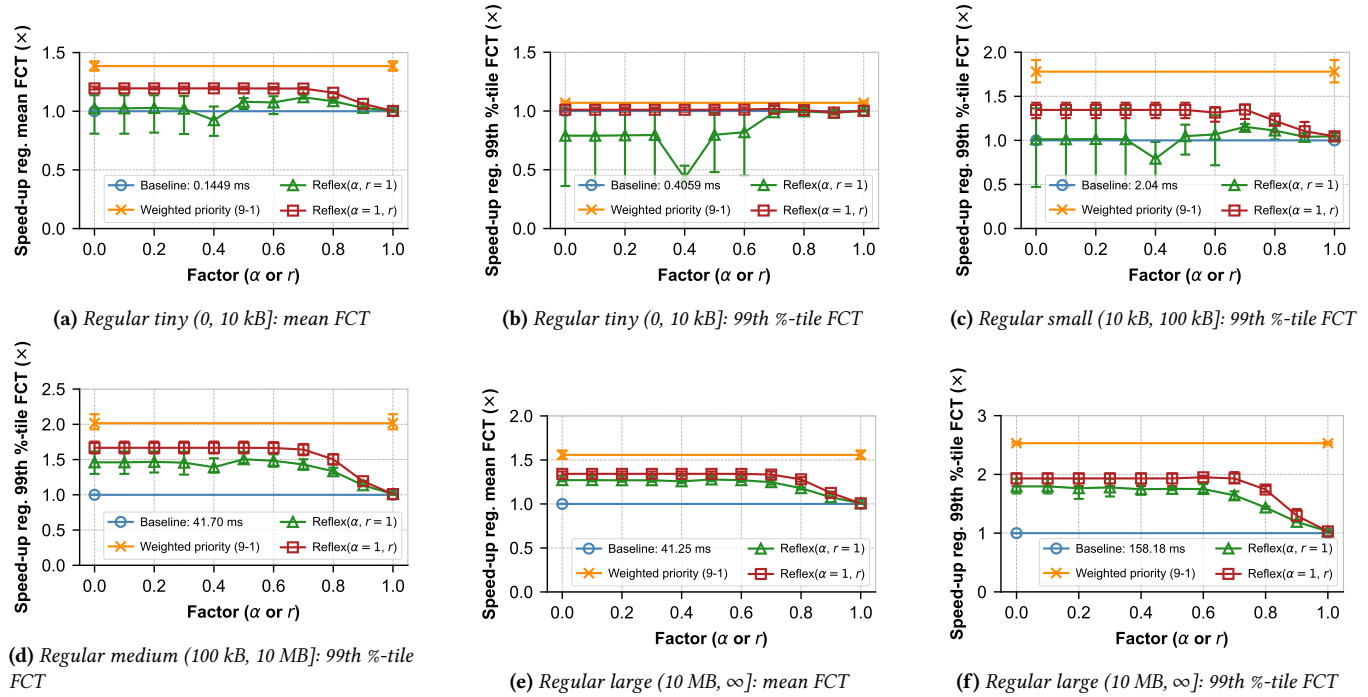 Speed-up reg. mean FCT (×)
1.5
1.0
0.5
0.0
Baseline: 0.1449 ms
Weighted priority (9-1)
Reflex(α, r = 1)
Reflex(α = 1, r)
0.0 0.2 0.4 0.6 0.8 1.0
Factor (α or r)
(a) Regular tiny (0, 10 kB]: mean FCT
Speed-up reg. 99th %-tile FCT (×)
1.5
1.0
0.5
0.0
Baseline: 0.4059 ms
Weighted priority (9-1)
Reflex(α, r = 1)
Reflex(α = 1, r)
0.0 0.2 0.4 0.6 0.8 1.0
Factor (α or r)
(b) Regular tiny (0, 10 kB]: 99th %-tile FCT
Speed-up reg. 99th %-tile FCT (×)
2.0
1.5
1.0
0.5
0.0
Baseline: 2.04 ms
Weighted priority (9-1)
Reflex(α, r = 1)
Reflex(α = 1, r)
0.0 0.2 0.4 0.6 0.8 1.0
Factor (α or r)
(c) Regular small (10 kB, 100 kB]: 99th %-tile FCT
Speed-up reg. 99th %-tile FCT (×)
2.5
2.0
1.5
1.0
0.5
0.0
Baseline: 41.70 ms
Weighted priority (9-1)
Reflex(α, r = 1)
Reflex(α = 1, r)
0.0 0.2 0.4 0.6 0.8 1.0
Factor (α or r)
(d) Regular medium (100 kB, 10 MB]: 99th %-tile
FCT
Speed-up reg. mean FCT (×)
2.0
1.5
1.0
0.5
0.0
Baseline: 41.25 ms
Weighted priority (9-1)
Reflex(α, r = 1)
Reflex(α = 1, r)
0.0 0.2 0.4 0.6 0.8 1.0
Factor (α or r)
(e) Regular large (10 MB, ∞]: mean FCT
Speed-up reg. 99th %-tile FCT (×)
3
2
1
0
Baseline: 158.18 ms
Weighted priority (9-1)
Reflex(α, r = 1)
Reflex(α = 1, r)
0.0 0.2 0.4 0.6 0.8 1.0
Factor (α or r)
(f) Regular large (10 MB, ∞]: 99th %-tile FCT